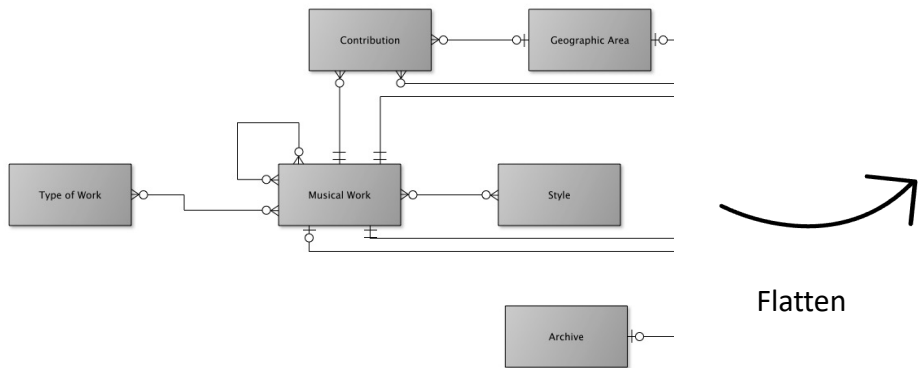 Contribution
Geographic Area
Type of Work
Musical Work
Style
Flatten
Archive